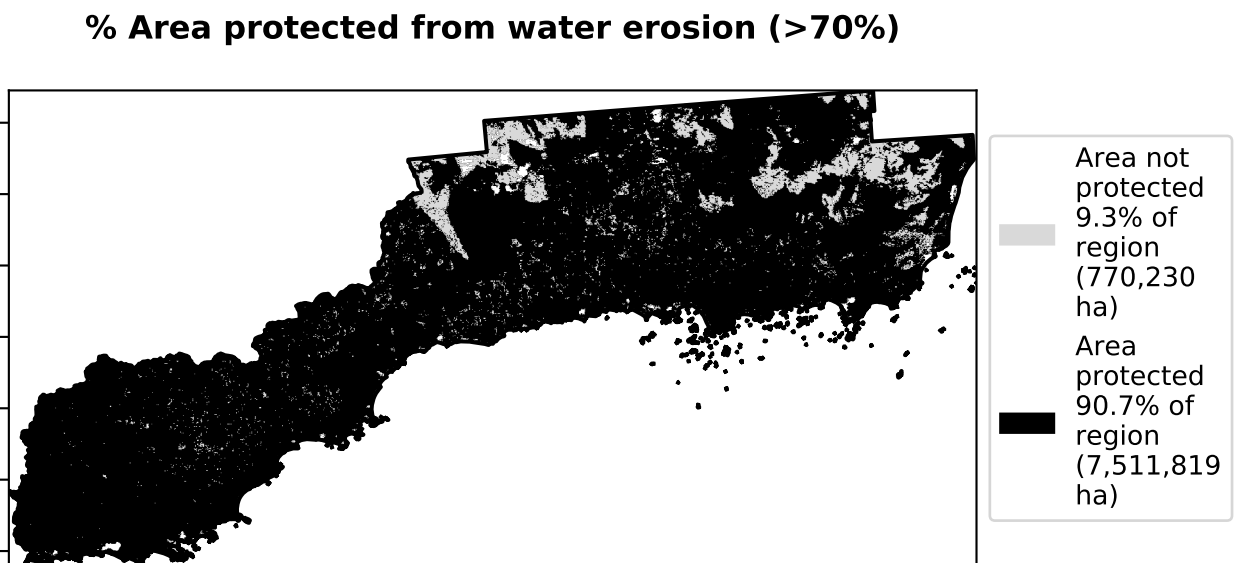 % Area protected from water erosion (>70%)
Area not
protected
9.3% of
region
(770,230
ha)
Area
protected
90.7% of
region
(7,511,819
ha)